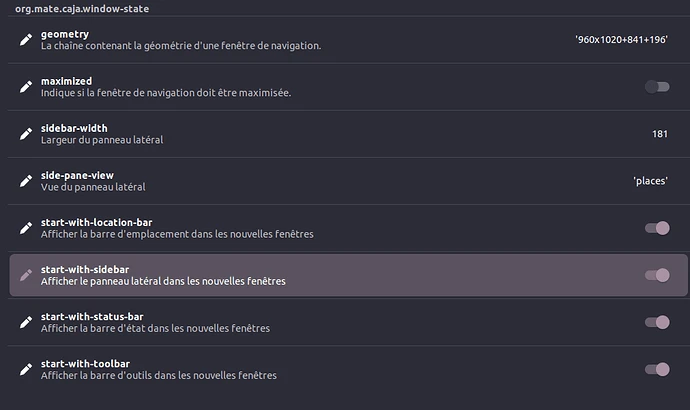 org.mate.caja.window-state
geometry
La chaîne contenant la géométrie d'une fenêtre de navigation.
'960x1020+841+196'
maximized
Indique si la fenêtre de navigation doit être maximisée.
sidebar-width
Largeur du panneau latéral
181
side-pane-view
Vue du panneau latéral
'places'
start-with-location-bar
Afficher la barre d'emplacement dans les nouvelles fenêtres
start-with-sidebar
Afficher le panneau latéral dans les nouvelles fenêtres
start-with-status-bar
Afficher la barre d'état dans les nouvelles fenêtres
start-with-toolbar
Afficher la barre d'outils dans les nouvelles fenêtres